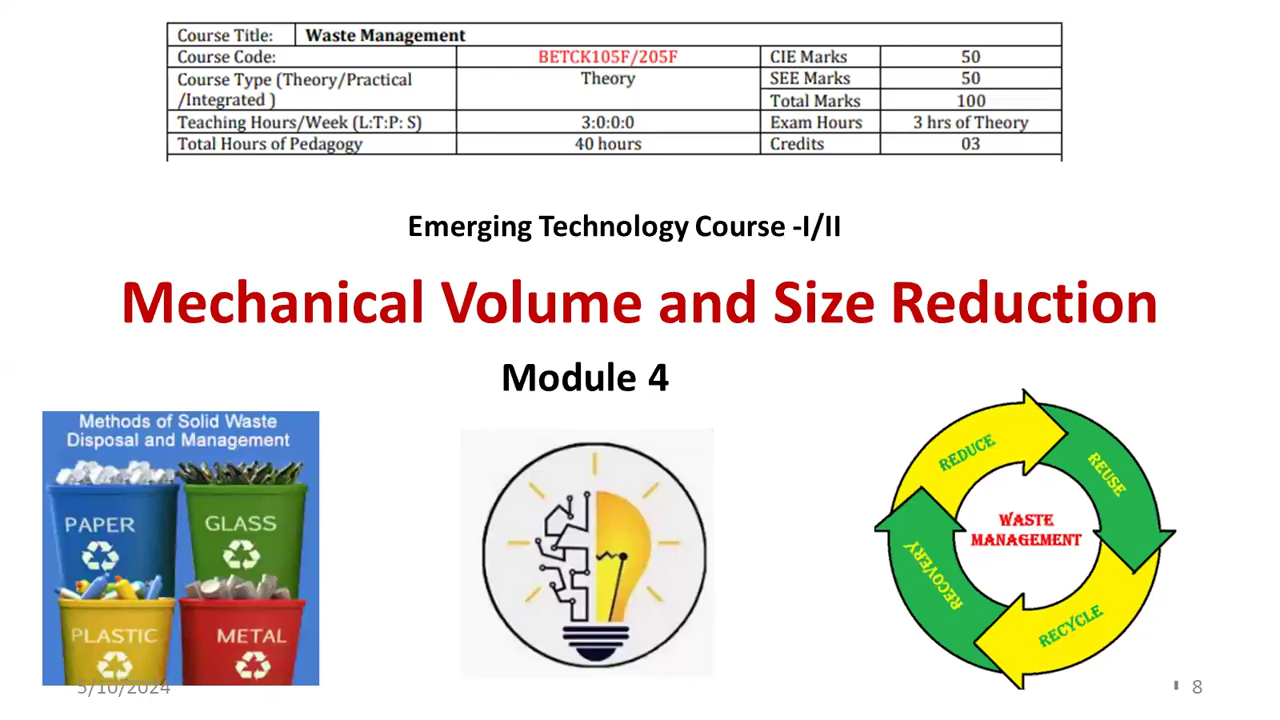 Course Title: Waste Management
Course Code: BETCK105F/205F CIE Marks 50
Course Type (Theory/Practical /Integrated ) Theory SEE Marks 50
Total Marks 100
Teaching Hours/Week (L:T:P: S) 3:0:0:0 Exam Hours 3 hrs of Theory
Total Hours of Pedagogy 40 hours Credits 03
Emerging Technology Course -I/II
Mechanical Volume and Size Reduction
Module 4
Methods of Solid Waste
Disposal and Management
PAPER GLASS
PLASTIC METAL
REDUCE
REUSE
WASTE
MANAGEMENT
RECOVERY
RECYCLE
5/10/2024
8